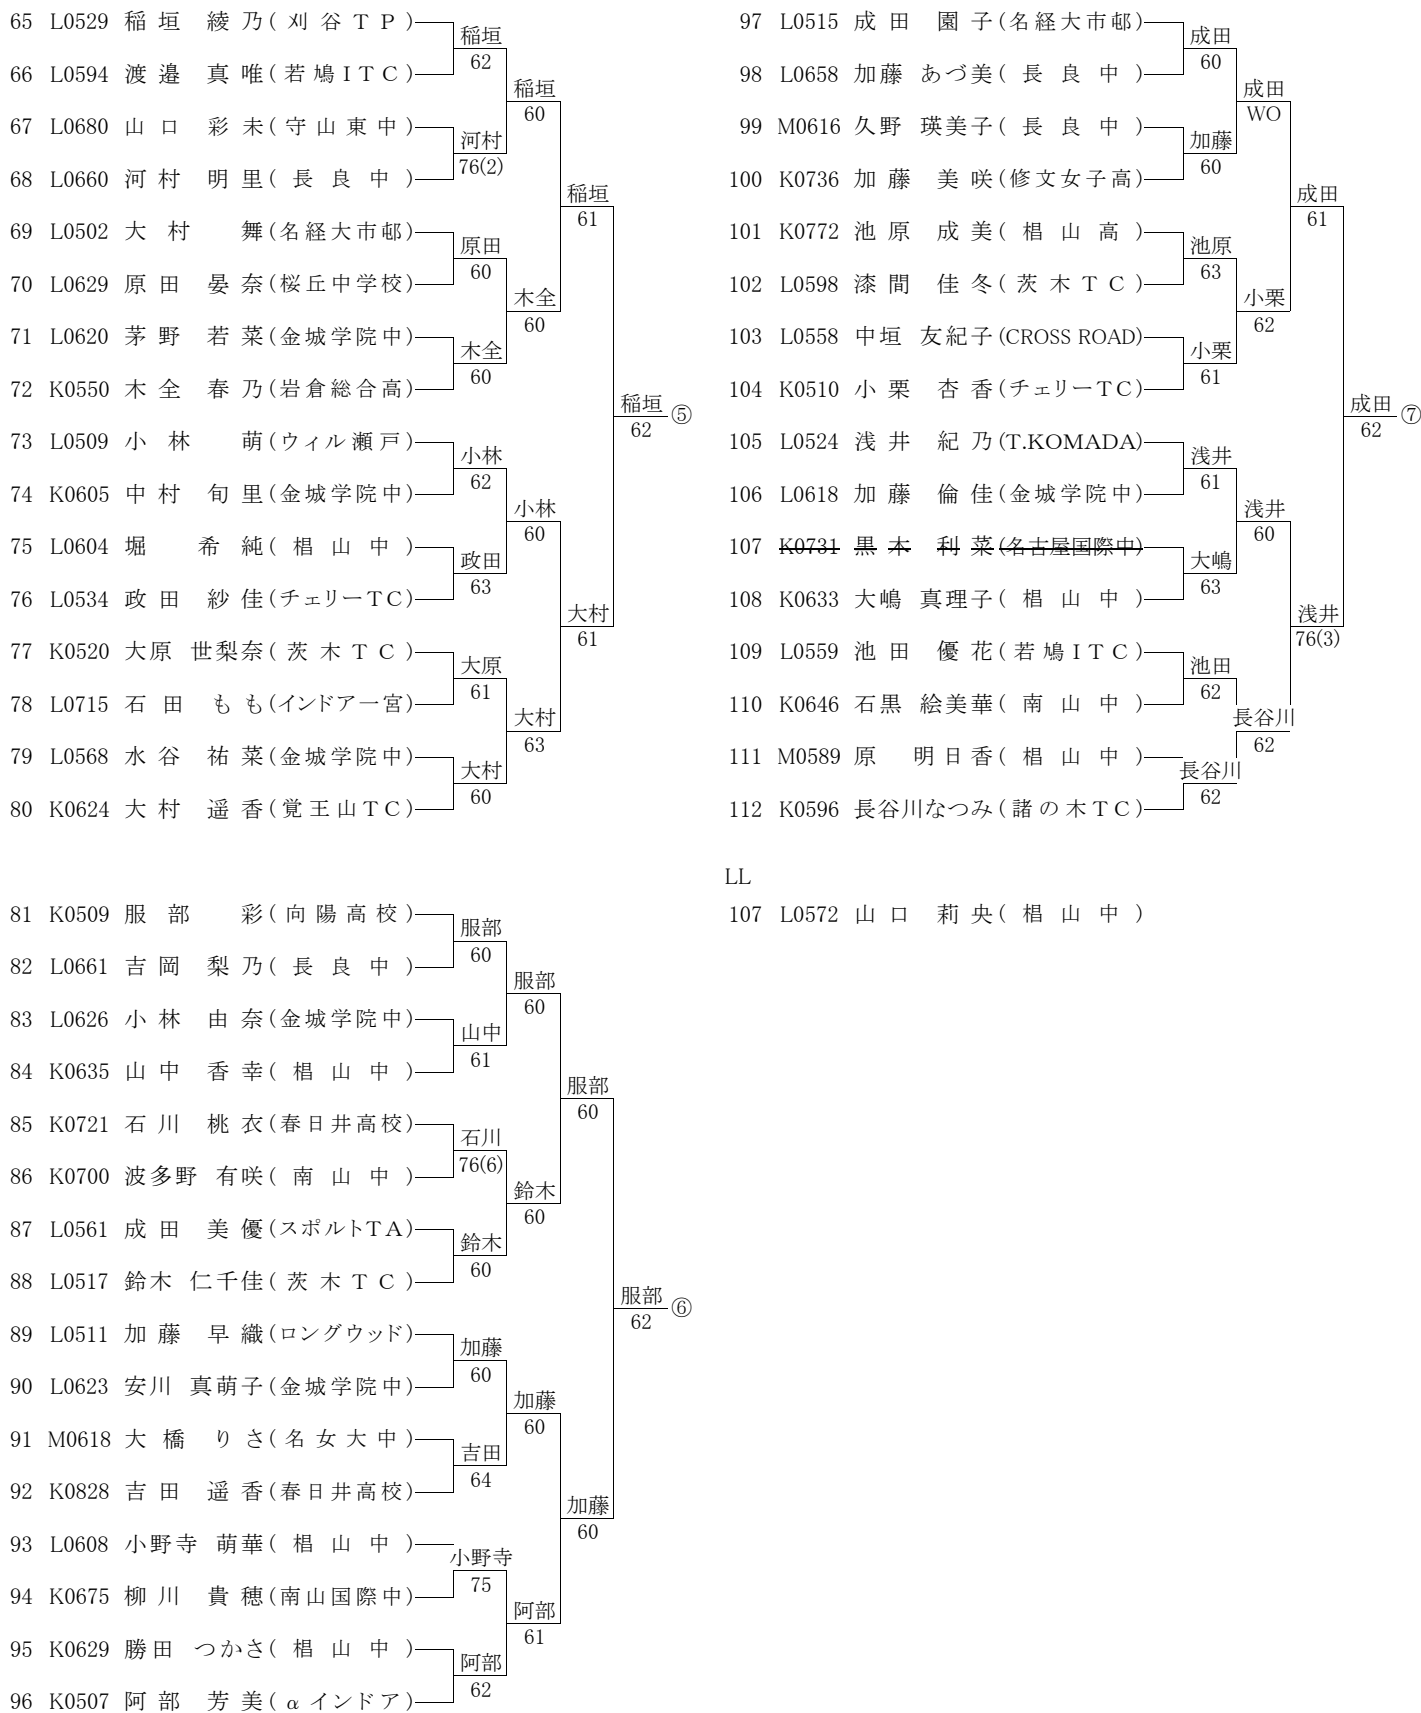 65 L0529 稲垣 綾乃(刈谷TP)
稲垣
62
66 L0594 渡邉 真唯(若鳩ITC)
稲垣
60
67 L0680 山口 彩未(守山東中)
河村
76(2)
68 L0660 河村 明里(長良中)
稲垣
61
69 L0502 大村 舞(名経大市邨)
原田
60
70 L0629 原田 晏奈(桜丘中学校)
木全
60
71 L0620 茅野 若菜(金城学院中)
木全
60
72 K0550 木全 春乃(岩倉総合高)
稲垣 ⑤
62
73 L0509 小林 萌(ウィル瀬戸)
小林
62
74 K0605 中村 旬里(金城学院中)
小林
60
75 L0604 堀 希純(椙山中)
政田
63
76 L0534 政田 紗佳(チェリーTC)
大村
61
77 K0520 大原 世梨奈(茨木TC)
大原
61
78 L0715 石田 もも(インドア一宮)
大村
63
79 L0568 水谷 祐菜(金城学院中)
大村
60
80 K0624 大村 遥香(覚王山TC)
81 K0509 服部 彩(向陽高校)
服部
60
82 L0661 吉岡 梨乃(長良中)
服部
60
83 L0626 小林 由奈(金城学院中)
山中
61
84 K0635 山中 香幸(椙山中)
服部
60
85 K0721 石川 桃衣(春日井高校)
石川
76(6)
86 K0700 波多野 有咲(南山中)
鈴木
60
87 L0561 成田 美優(スポルトTA)
鈴木
60
88 L0517 鈴木 仁千佳(茨木TC)
服部 ⑥
62
89 L0511 加藤 早織(ロングウッド)
加藤
60
90 L0623 安川 真萌子(金城学院中)
加藤
60
91 M0618 大橋 りさ(名女大中)
吉田
64
92 K0828 吉田 遥香(春日井高校)
加藤
60
93 L0608 小野寺 萌華(椙山中)
小野寺
75
94 K0675 柳川 貴穂(南山国際中)
阿部
61
95 K0629 勝田 つかさ(椙山中)
阿部
62
96 K0507 阿部 芳美(αインドア)
97 L0515 成田 園子(名経大市邨)
成田
60
98 L0658 加藤 あづ美(長良中)
成田
WO
99 M0616 久野 瑛美子(長良中)
加藤
60
100 K0736 加藤 美咲(修文女子高)
成田
61
101 K0772 池原 成美(椙山高)
池原
63
102 L0598 漆間 佳冬(茨木TC)
小栗
62
103 L0558 中垣 友紀子(CROSS ROAD)
小栗
61
104 K0510 小栗 杏香(チェリーTC)
成田 ⑦
62
105 L0524 浅井 紀乃(T.KOMADA)
浅井
61
106 L0618 加藤 倫佳(金城学院中)
浅井
60
107 K0731 黒木 利菜(名古屋国際中)
大嶋
63
108 K0633 大嶋 真理子(椙山中)
浅井
76(3)
109 L0559 池田 優花(若鳩ITC)
池田
62
110 K0646 石黒 絵美華(南山中)
長谷川
62
111 M0589 原 明日香(椙山中)
長谷川
62
112 K0596 長谷川なつみ(諸の木TC)
LL
107 L0572 山口 莉央(椙山中)